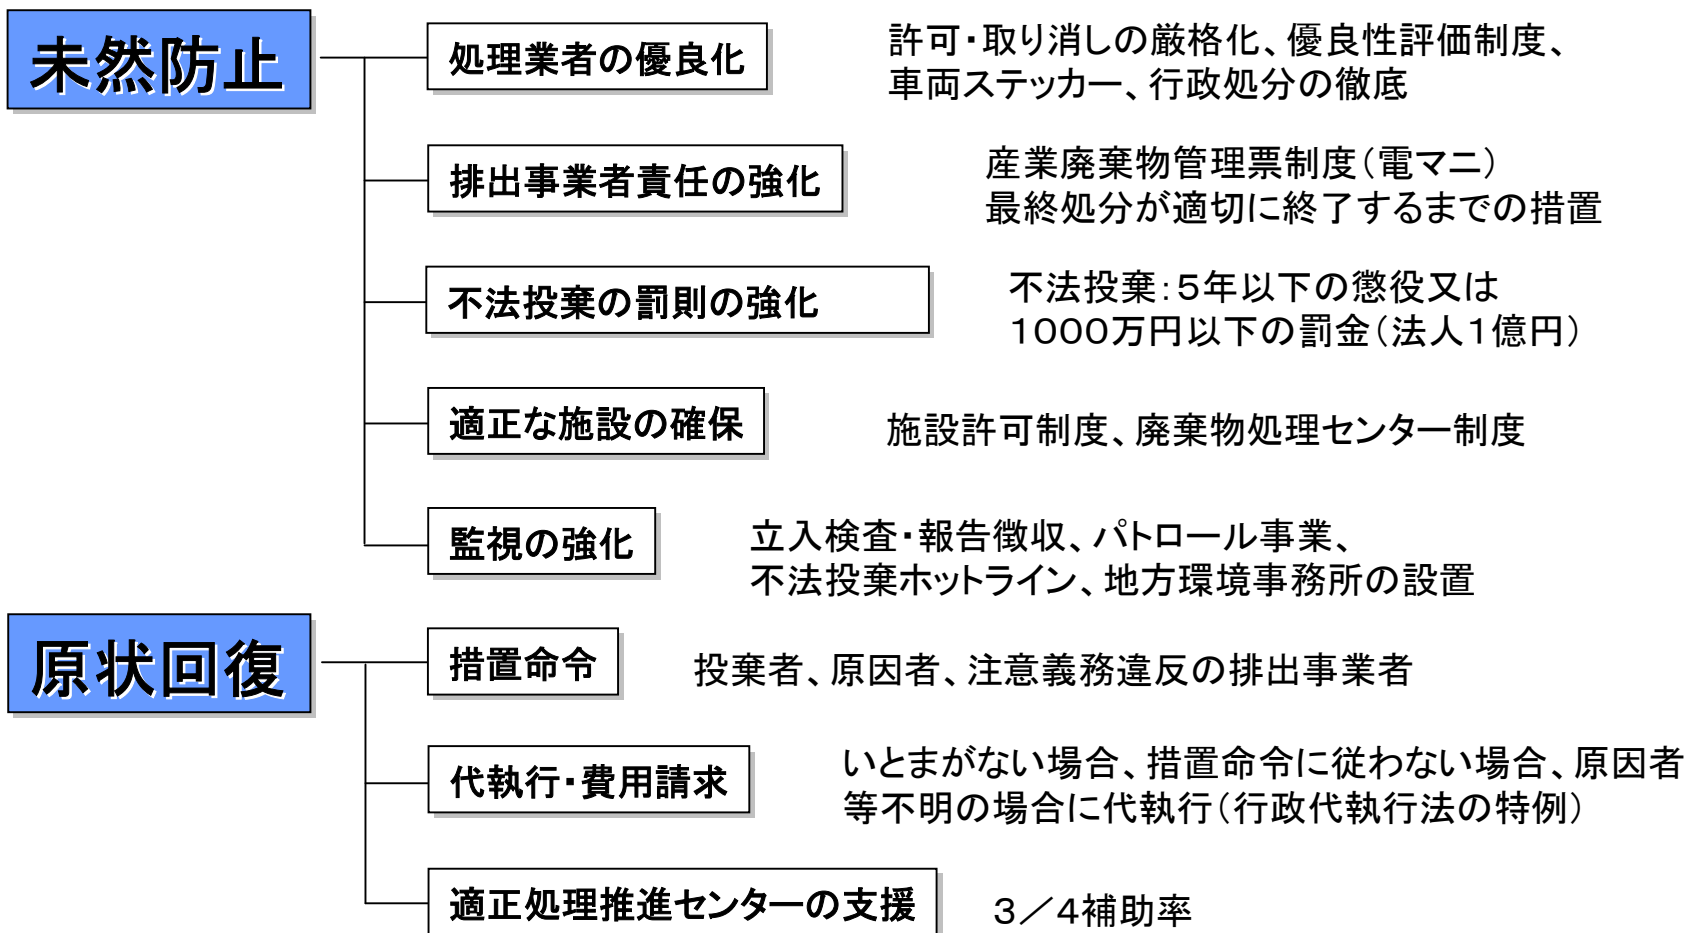 未然防止
処理業者の優良化
許可・取り消しの厳格化、優良性評価制度、
車両ステッカー、行政処分の徹底
排出事業者責任の強化
産業廃棄物管理票制度（電マニ）
最終処分が適切に終了するまでの措置
不法投棄の罰則の強化
不法投棄：５年以下の懲役又は
１０００万円以下の罰金（法人１億円）
適正な施設の確保
施設許可制度、廃棄物処理センター制度
監視の強化
立入検査・報告徴収、パトロール事業、
不法投棄ホットライン、地方環境事務所の設置
原状回復
措置命令
投棄者、原因者、注意義務違反の排出事業者
代執行・費用請求
いとまがない場合、措置命令に従わない場合、原因者
等不明の場合に代執行（行政代執行法の特例）
適正処理推進センターの支援
３／４補助率